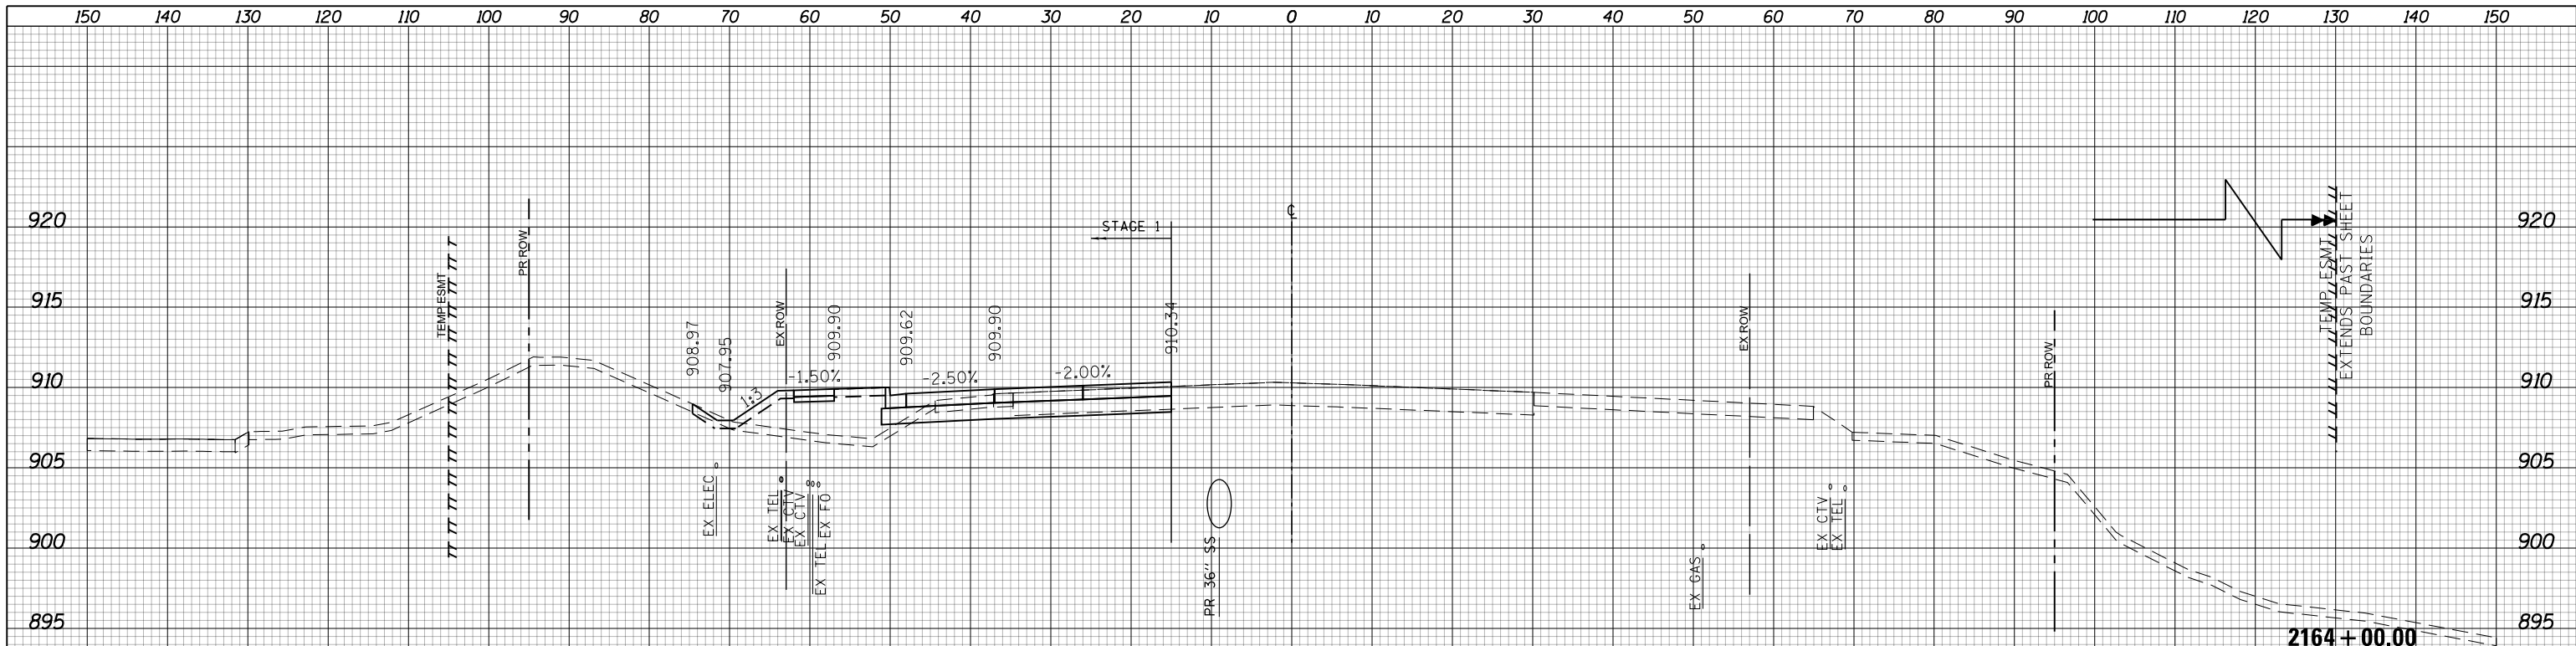 150 140 130 120 110 100 90 80 70 60 50 40 30 20 10 0 10 20 30 40 50 60 70 80 90 100 110 120 130 140 150
920
915
910
905
900
895
TEMP ESMT
PR ROW
908.97
907.95
1:3
EX ROW
-1.50%
909.90
909.62
-2.50%
909.90
-2.00%
STAGE 1
910.34
℄
EX ELEC
EX TEL
EX CTV
EX CTV
EX TEL
EX FO
PR 36" SS
EX GAS
EX ROW
EX CTV
EX TEL
PR ROW
TEMP ESMT
EXTENDS PAST SHEET
BOUNDARIES
920
915
910
905
900
895
2164+00.00